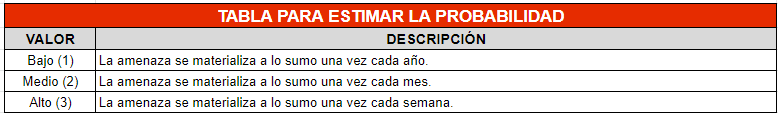 TABLA PARA ESTIMAR LA PROBABILIDAD
VALOR DESCRIPCIÓN
Bajo (1) La amenaza se materializa a lo sumo una vez cada año.
Medio (2) La amenaza se materializa a lo sumo una vez cada mes.
Alto (3) La amenaza se materializa a lo sumo una vez cada semana.